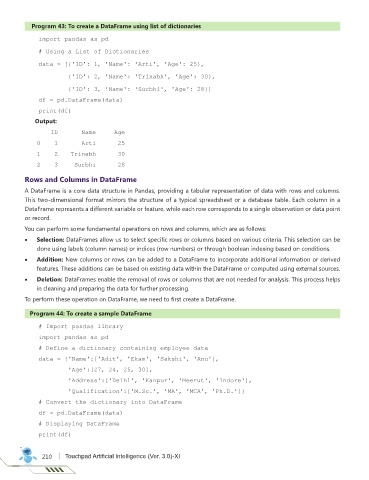 Program 43: To create a DataFrame using list of dictionaries
import pandas as pd
# Using a List of Dictionaries
data = [{'ID': 1, 'Name': 'Arti', 'Age': 25},
{'ID': 2, 'Name': 'Trinabh', 'Age': 30},
{'ID': 3, 'Name': 'Surbhi', 'Age': 28}]
df = pd.DataFrame(data)
print(df)
Output:
ID Name Age
0 1 Arti 25
1 2 Trinabh 30
2 3 Surbhi 28
Rows and Columns in DataFrame
A DataFrame is a core data structure in Pandas, providing a tabular representation of data with rows and columns.
This two-dimensional format mirrors the structure of a typical spreadsheet or a database table. Each column in a
DataFrame represents a different variable or feature, while each row corresponds to a single observation or data point
or record.
You can perform some fundamental operations on rows and columns, which are as follows:
• Selection: DataFrames allow us to select specific rows or columns based on various criteria. This selection can be
done using labels (column names) or indices (row numbers) or through boolean indexing based on conditions.
• Addition: New columns or rows can be added to a DataFrame to incorporate additional information or derived
features. These additions can be based on existing data within the DataFrame or computed using external sources.
• Deletion: DataFrames enable the removal of rows or columns that are not needed for analysis. This process helps
in cleaning and preparing the data for further processing.
To perform these operation on DataFrame, we need to first create a DataFrame.
Program 44: To create a sample DataFrame
# Import pandas library
import pandas as pd
# Define a dictionary containing employee data
data = {'Name':['Adit', 'Ekam', 'Sakshi', 'Anu'],
'Age':[27, 24, 25, 30],
'Address':['Delhi', 'Kanpur', 'Meerut', 'Indore'],
'Qualification':['M.Sc.', 'MA', 'MCA', 'Ph.D.']}
# Convert the dictionary into DataFrame
df = pd.DataFrame(data)
# Displaying DataFrame
print(df)
210 Touchpad Artificial Intelligence (Ver. 3.0)-XI